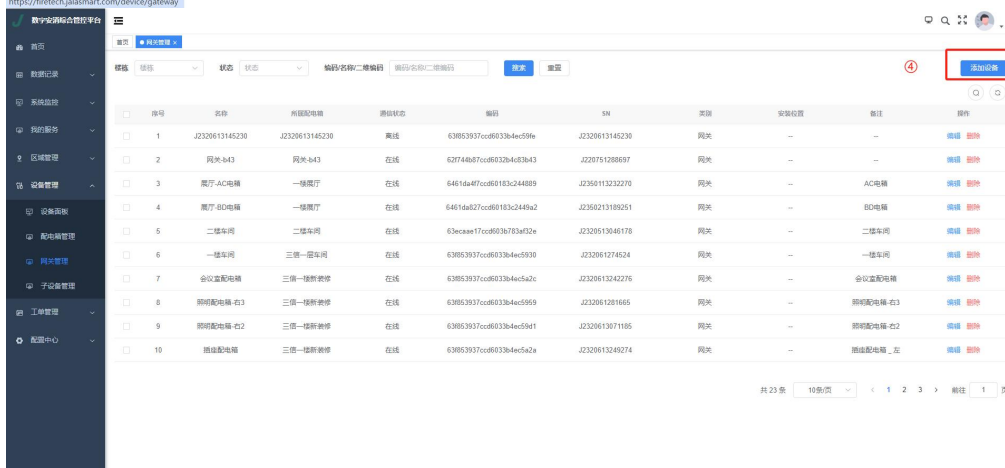 https://firetech.jalasmart.com/device/gateway
数字安消综合管控平台
首页 网关管理 ×
首页
数据记录
系统监控
我的服务
区域管理
设备管理
设备面板
配电箱管理
网关管理
子设备管理
工单管理
配置中心
楼栋 楼栋 状态 状态 编码/名称/二维编码 编码/名称/二维编码 搜索 重置 ④ 添加设备
序号 名称 所属配电箱 通信状态 编码 SN 类别 安装位置 备注 操作
1 J2320613145230 J2320613145230 离线 63f853937ccd6033b4ec59fe J2320613145230 网关 -- -- 编辑 删除
2 网关-b43 网关-b43 在线 62f744b87ccd6032b4c83b43 J220751288697 网关 -- -- 编辑 删除
3 展厅-AC电箱 一楼展厅 在线 6461da4f7ccd60183c244889 J2350113232270 网关 -- AC电箱 编辑 删除
4 展厅-BD电箱 一楼展厅 在线 6461da827ccd60183c2449a2 J2350213189251 网关 -- BD电箱 编辑 删除
5 二楼车间 二楼车间 在线 63ecaae17ccd603b783af32e J2320513046178 网关 -- 二楼车间 编辑 删除
6 一楼车间 三信一层车间 在线 63f853937ccd6033b4ec5930 J232061274524 网关 -- 一楼车间 编辑 删除
7 会议室配电箱 三信一楼新装修 在线 63f853937ccd6033b4ec5a2c J2320613242276 网关 -- 会议室配电箱 编辑 删除
8 照明配电箱-右3 三信一楼新装修 在线 63f853937ccd6033b4ec5959 J232061281665 网关 -- 照明配电箱-右3 编辑 删除
9 照明配电箱-右2 三信一楼新装修 在线 63f853937ccd6033b4ec59d1 J2320613071185 网关 -- 照明配电箱-右2 编辑 删除
10 插座配电箱 三信一楼新装修 在线 63f853937ccd6033b4ec5a2a J2320613249274 网关 -- 插座配电箱_左 编辑 删除
共 23 条 10条/页 < 1 2 3 > 前往 1 页